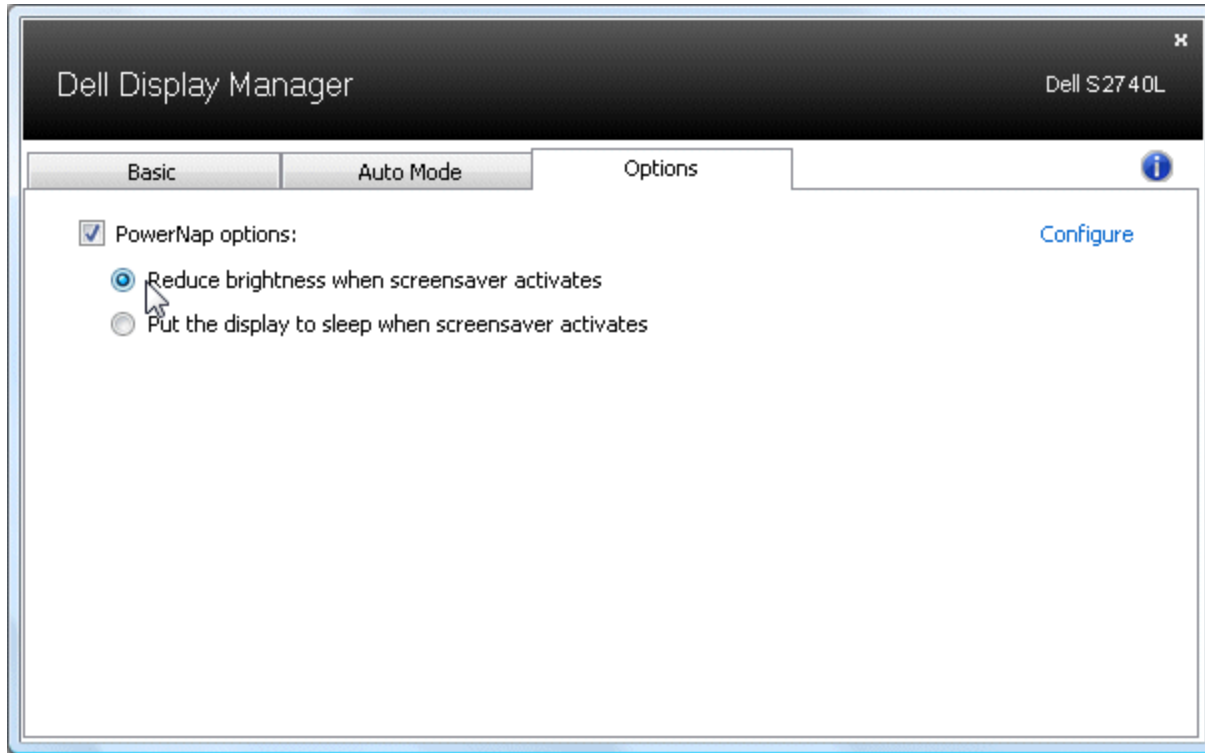 x
Dell Display Manager
Dell S2740L
Basic
Auto Mode
Options
i
PowerNap options:
Configure
Reduce brightness when screensaver activates
Put the display to sleep when screensaver activates